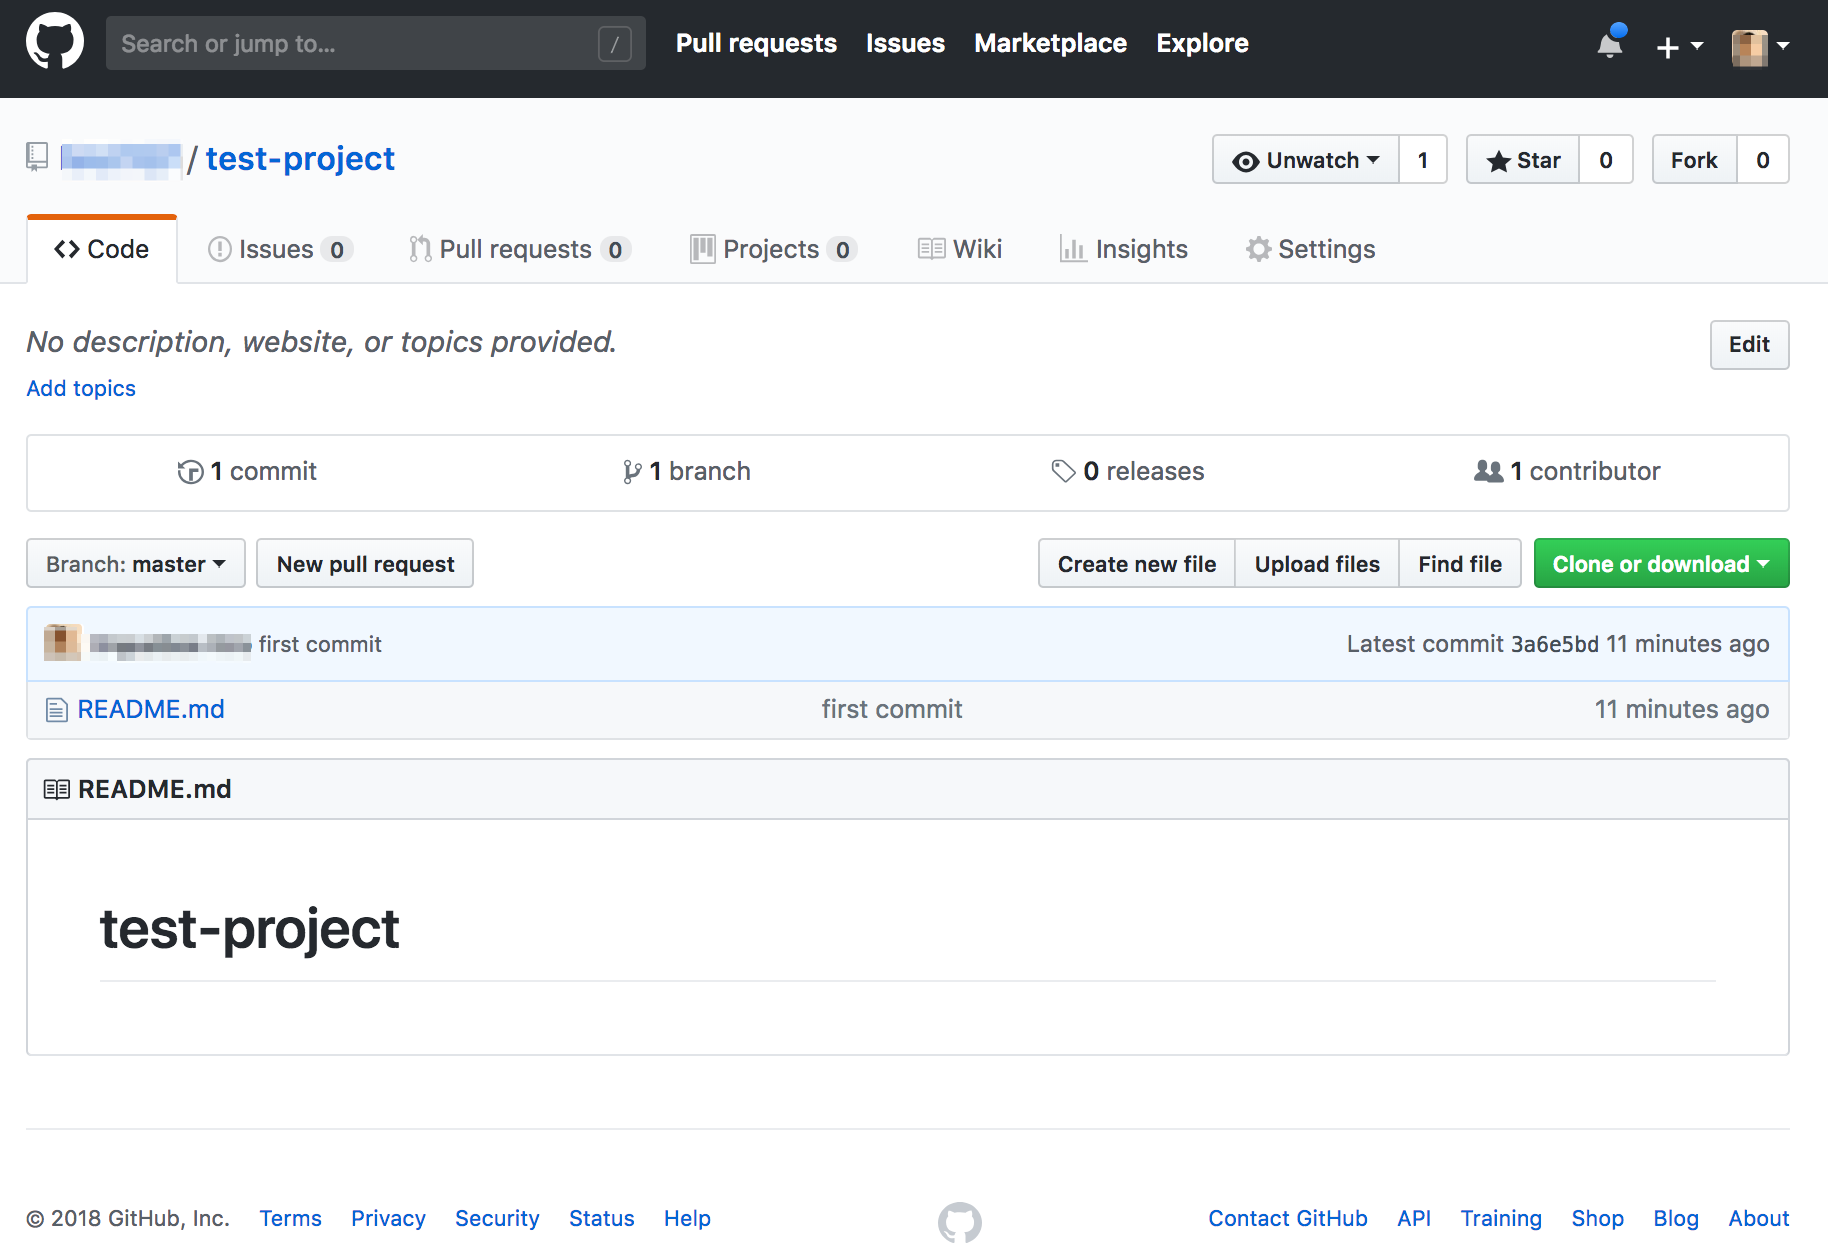 Search or jump to... / Pull requests Issues Marketplace Explore
/ test-project Unwatch 1 Star 0 Fork 0
Code Issues 0 Pull requests 0 Projects 0 Wiki Insights Settings
No description, website, or topics provided. Edit
Add topics
1 commit 1 branch 0 releases 1 contributor
Branch: master New pull request Create new file Upload files Find file Clone or download
first commit Latest commit 3a6e5bd 11 minutes ago
README.md first commit 11 minutes ago
README.md
test-project
© 2018 GitHub, Inc. Terms Privacy Security Status Help Contact GitHub API Training Shop Blog About